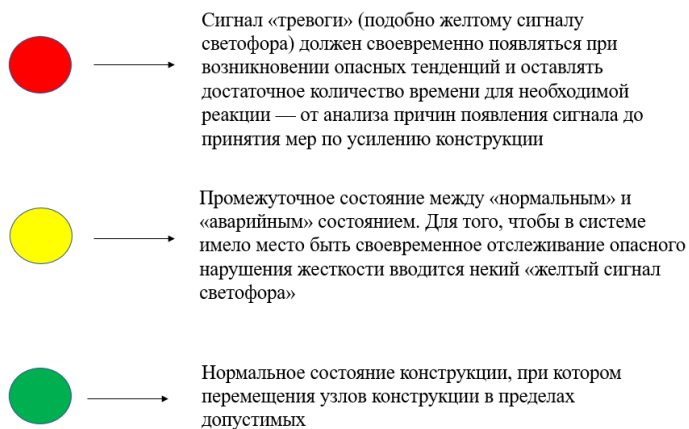 Сигнал «тревоги» (подобно желтому сигналу
светофора) должен своевременно появляться при
возникновении опасных тенденций и оставлять
достаточное количество времени для необходимой
реакции — от анализа причин появления сигнала до
принятия мер по усилению конструкции
Промежуточное состояние между «нормальным» и
«аварийным» состоянием. Для того, чтобы в системе
имело место быть своевременное отслеживание опасного
нарушения жесткости вводится некий «желтый сигнал
светофора»
Нормальное состояние конструкции, при котором
перемещения узлов конструкции в пределах
допустимых